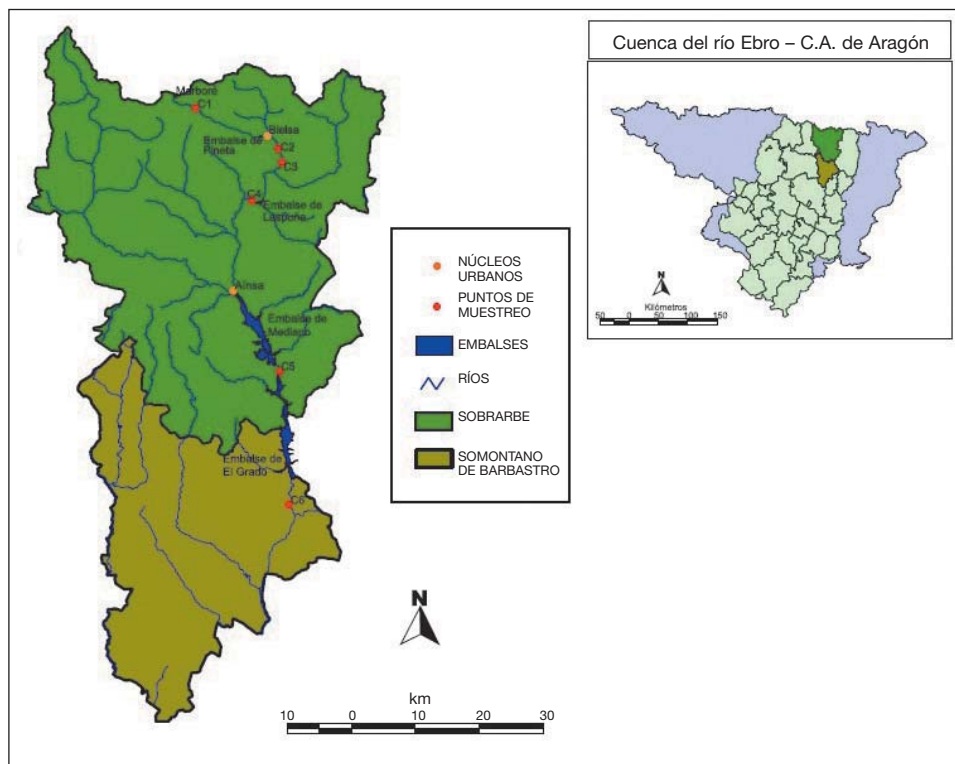 Cuenca del río Ebro – C.A. de Aragón
N
Kilómetros
50 0 50 100 150
Marboré
C1
Bielsa
Embalse de
Pineta
C2
C3
C4
Embalse de
Laspuña
Aínsa
Embalse de
Mediano
C5
Embalse de
El Grado
C6
NÚCLEOS
URBANOS
PUNTOS DE
MUESTREO
EMBALSES
RÍOS
SOBRARBE
SOMONTANO
DE BARBASTRO
N
km
10 0 10 20 30